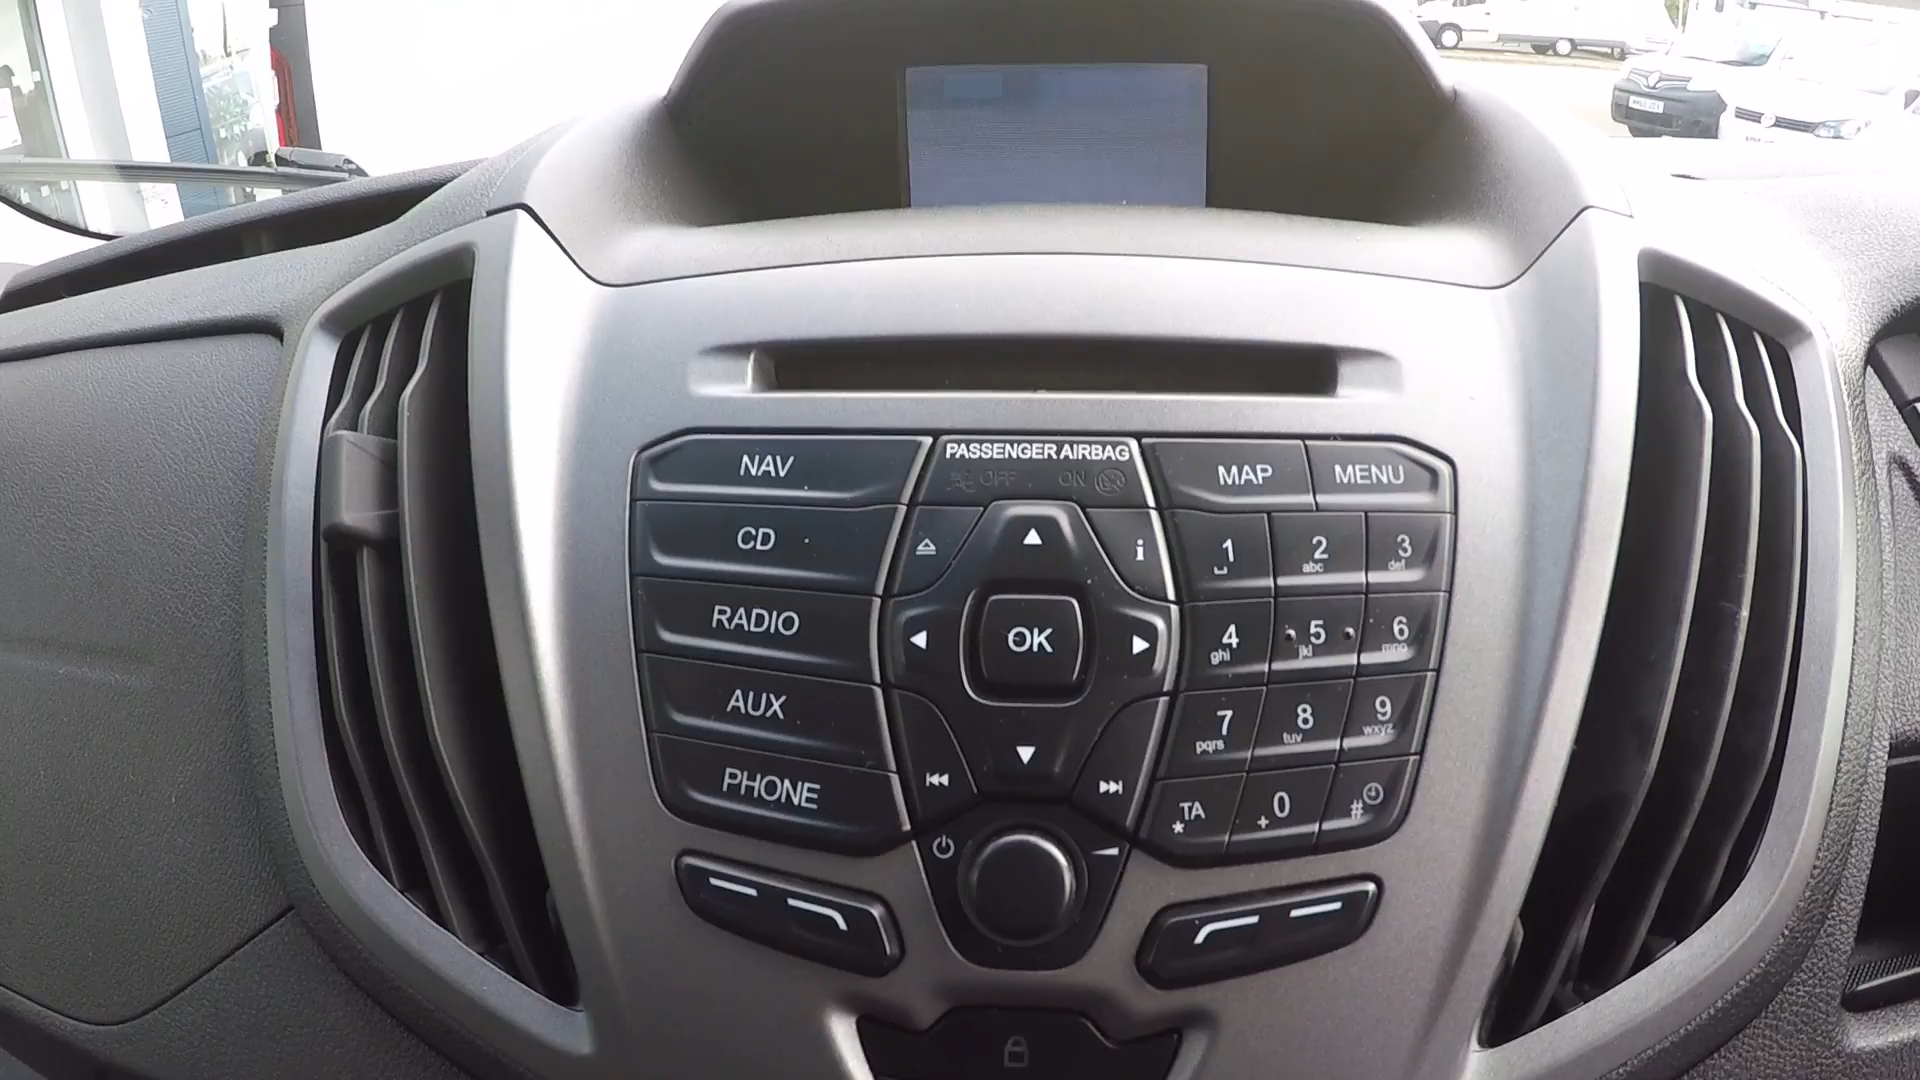 NAV
PASSENGER AIRBAG
OFF ON
MAP
MENU
CD
i
1
2
abc
3
def
RADIO
OK
4
ghi
5
jkl
6
mno
AUX
7
pqrs
8
tuv
9
wxyz
PHONE
TA
*
0
+
#